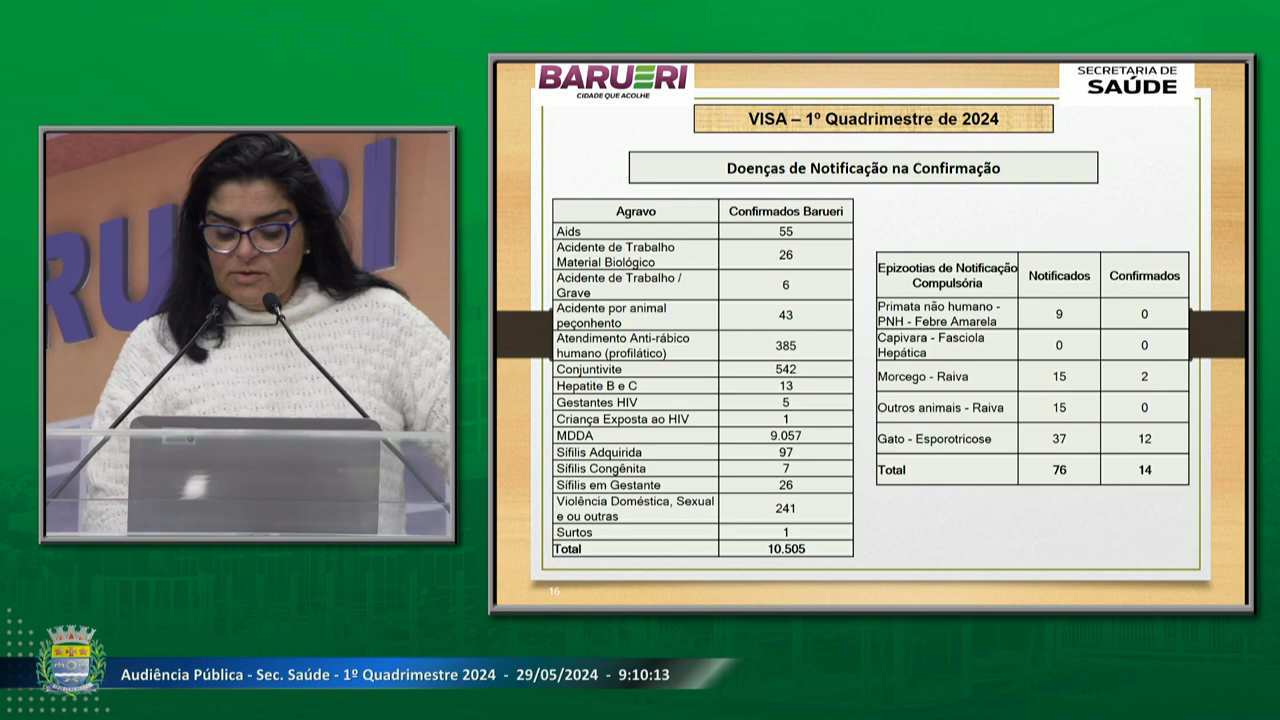 BARUERI
CIDADE QUE ACOLHE
SECRETARIA DE
SAÚDE
VISA – 1º Quadrimestre de 2024
Doenças de Notificação na Confirmação
Agravo Confirmados Barueri
Aids 55
Acidente de Trabalho
Material Biológico 26
Acidente de Trabalho /
Grave 6
Acidente por animal
peçonhento 43
Atendimento Anti-rábico
humano (profilático) 385
Conjuntivite 542
Hepatite B e C 13
Gestantes HIV 5
Criança Exposta ao HIV 1
MDDA 9.057
Sífilis Adquirida 97
Sífilis Congênita 7
Sífilis em Gestante 26
Violência Doméstica, Sexual
e ou outras 241
Surtos 1
Total 10.505
Epizootias de Notificação
Compulsória Notificados Confirmados
Primata não humano -
PNH - Febre Amarela 9 0
Capivara - Fasciola
Hepática 0 0
Morcego - Raiva 15 2
Outros animais - Raiva 15 0
Gato - Esporotricose 37 12
Total 76 14
16
Audiência Pública - Sec. Saúde - 1º Quadrimestre 2024 - 29/05/2024 - 9:10:13